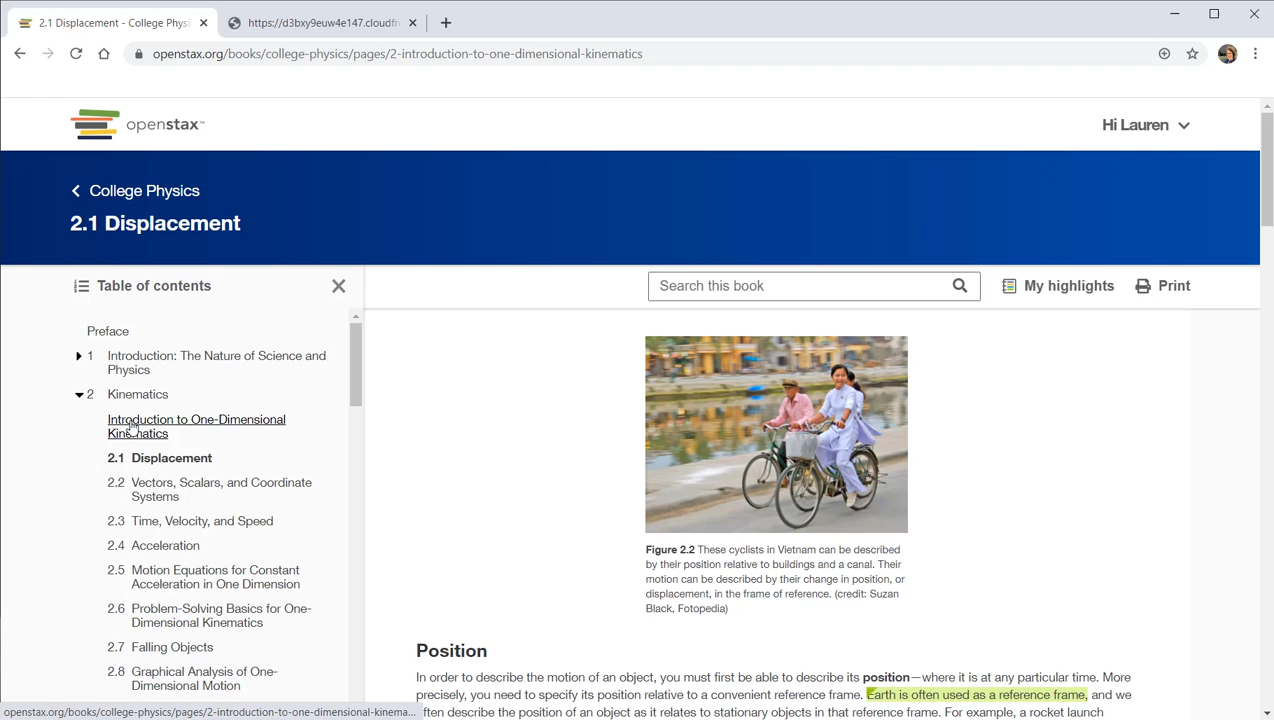 2.1 Displacement - College Physi
https://d3bxy9euw4e147.cloudfr
openstax.org/books/college-physics/pages/2-introduction-to-one-dimensional-kinematics
openstax™
Hi Lauren
College Physics
2.1 Displacement
Table of contents
Search this book
My highlights
Print
Preface
1 Introduction: The Nature of Science and
Physics
2 Kinematics
Introduction to One-Dimensional
Kinematics
2.1 Displacement
2.2 Vectors, Scalars, and Coordinate
Systems
2.3 Time, Velocity, and Speed
2.4 Acceleration
2.5 Motion Equations for Constant
Acceleration in One Dimension
2.6 Problem-Solving Basics for One-
Dimensional Kinematics
2.7 Falling Objects
2.8 Graphical Analysis of One-
Dimensional Motion
Figure 2.2 These cyclists in Vietnam can be described
by their position relative to buildings and a canal. Their
motion can be described by their change in position, or
displacement, in the frame of reference. (credit: Suzan
Black, Fotopedia)
Position
In order to describe the motion of an object, you must first be able to describe its position—where it is at any particular time. More
precisely, you need to specify its position relative to a convenient reference frame. Earth is often used as a reference frame, and we
often describe the position of an object as it relates to stationary objects in that reference frame. For example, a rocket launch
openstax.org/books/college-physics/pages/2-introduction-to-one-dimensional-kinema...